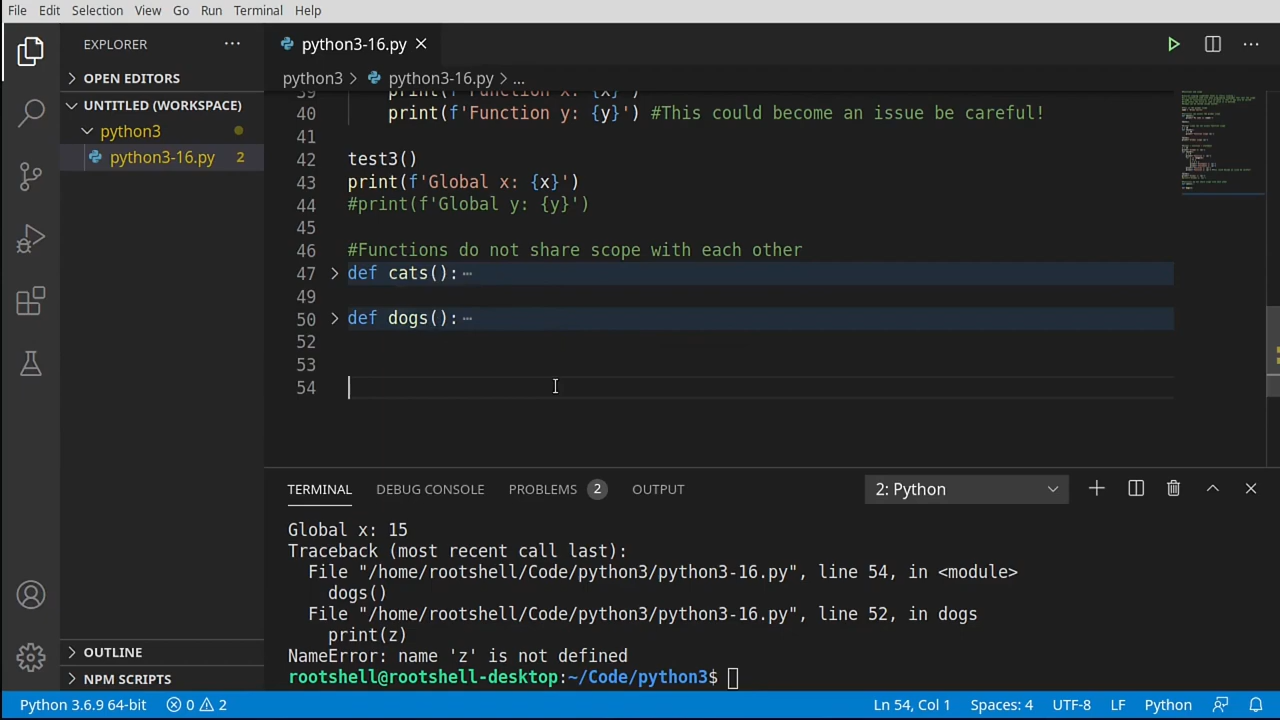 File Edit Selection View Go Run Terminal Help
EXPLORER ···
python3-16.py
OPEN EDITORS
python3 > python3-16.py > ...
UNTITLED (WORKSPACE)
python3
python3-16.py 2
39 print(f'Function x: {x}')
40 print(f'Function y: {y}') #This could become an issue be careful!
41
42 test3()
43 print(f'Global x: {x}')
44 #print(f'Global y: {y}')
45
46 #Functions do not share scope with each other
47 def cats(): ···
49
50 def dogs(): ···
52
53
54
TERMINAL DEBUG CONSOLE PROBLEMS 2 OUTPUT 2: Python
Global x: 15
Traceback (most recent call last):
File "/home/rootshell/Code/python3/python3-16.py", line 54, in <module>
dogs()
File "/home/rootshell/Code/python3/python3-16.py", line 52, in dogs
print(z)
NameError: name 'z' is not defined
rootshell@rootshell-desktop:~/Code/python3$
OUTLINE
NPM SCRIPTS
Python 3.6.9 64-bit 0 2 Ln 54, Col 1 Spaces: 4 UTF-8 LF Python